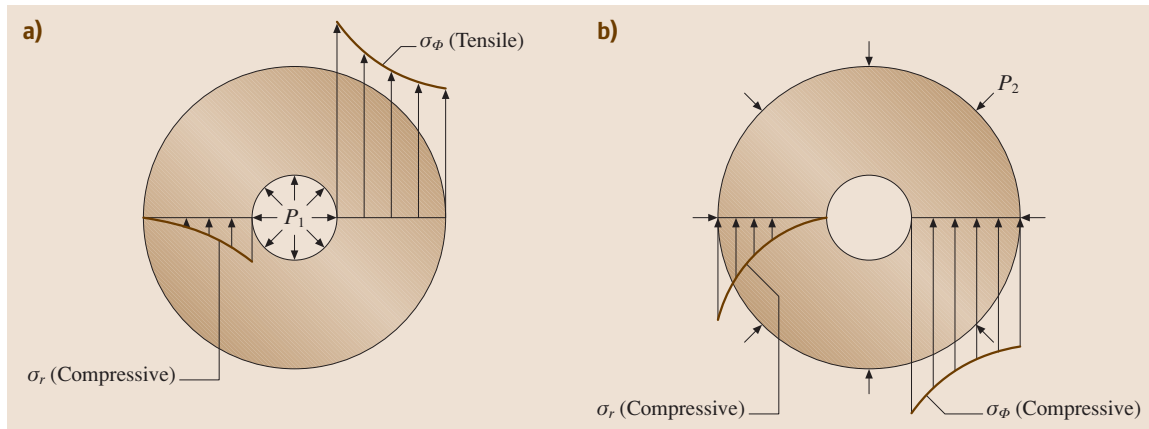 a)
σΦ (Tensile)
P1
σr (Compressive)
b)
P2
σr (Compressive)
σΦ (Compressive)